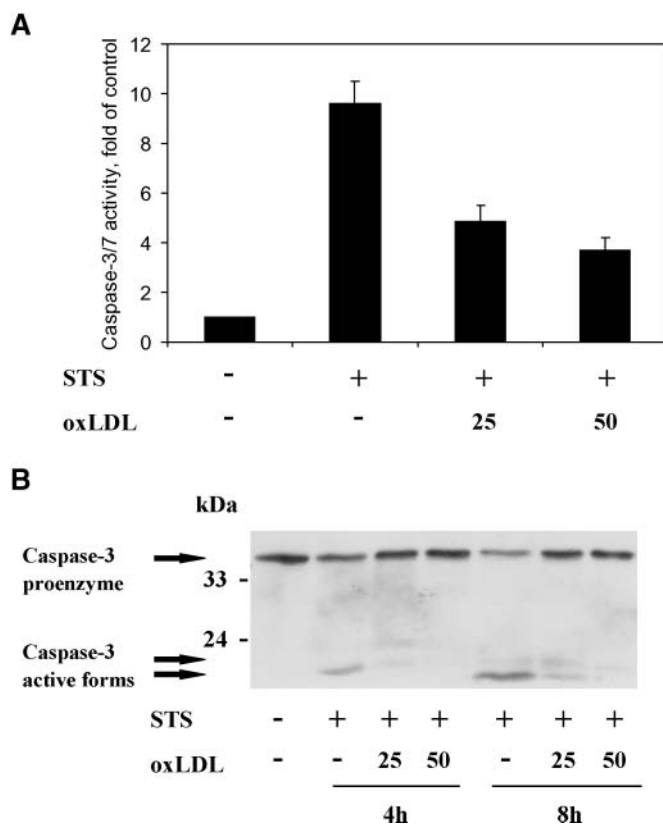 A
Caspase-3/7 activity, fold of control
12
10
8
6
4
2
0
STS - + + +
oxLDL - - 25 50
B
kDa
Caspase-3
proenzyme
33 -
24 -
Caspase-3
active forms
STS - + + + + + +
oxLDL - - 25 50 - 25 50
4h 8h